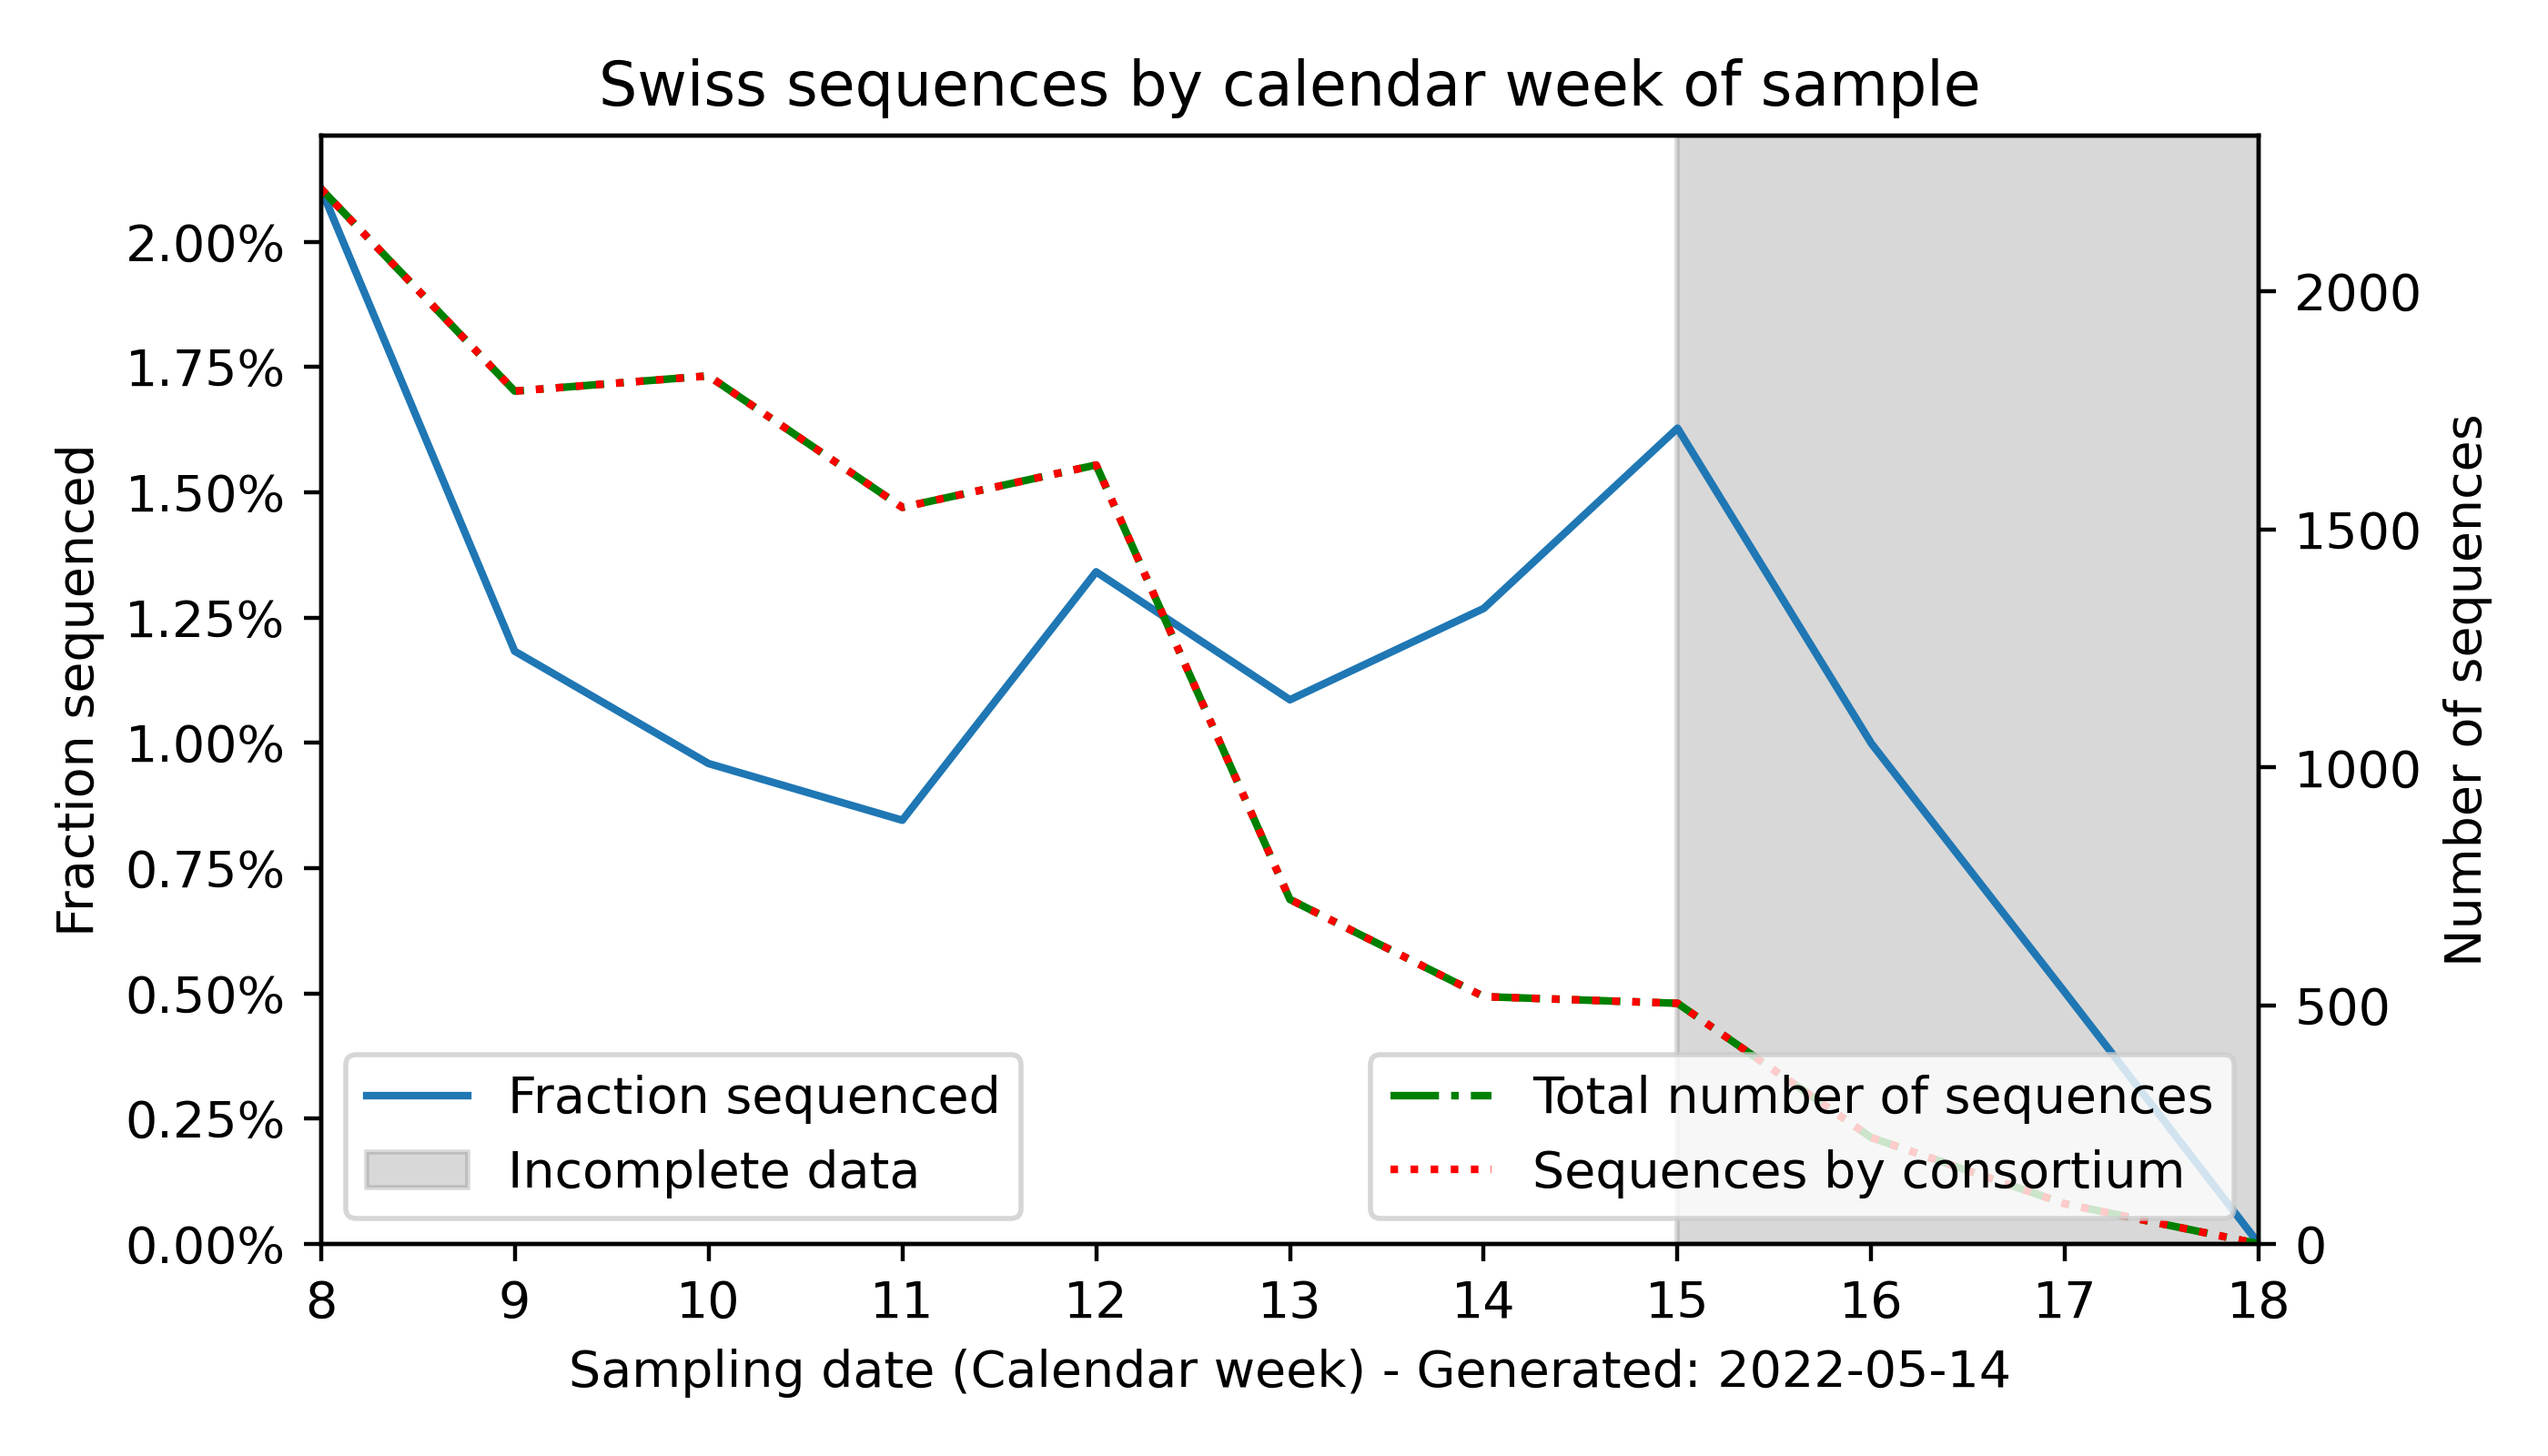 Swiss sequences by calendar week of sample
Fraction sequenced
2.00%
1.75%
1.50%
1.25%
1.00%
0.75%
0.50%
0.25%
0.00%
2000
1500
1000
500
0
Number of sequences
Fraction sequenced
Incomplete data
Total number of sequences
Sequences by consortium
8 9 10 11 12 13 14 15 16 17 18
Sampling date (Calendar week) - Generated: 2022-05-14